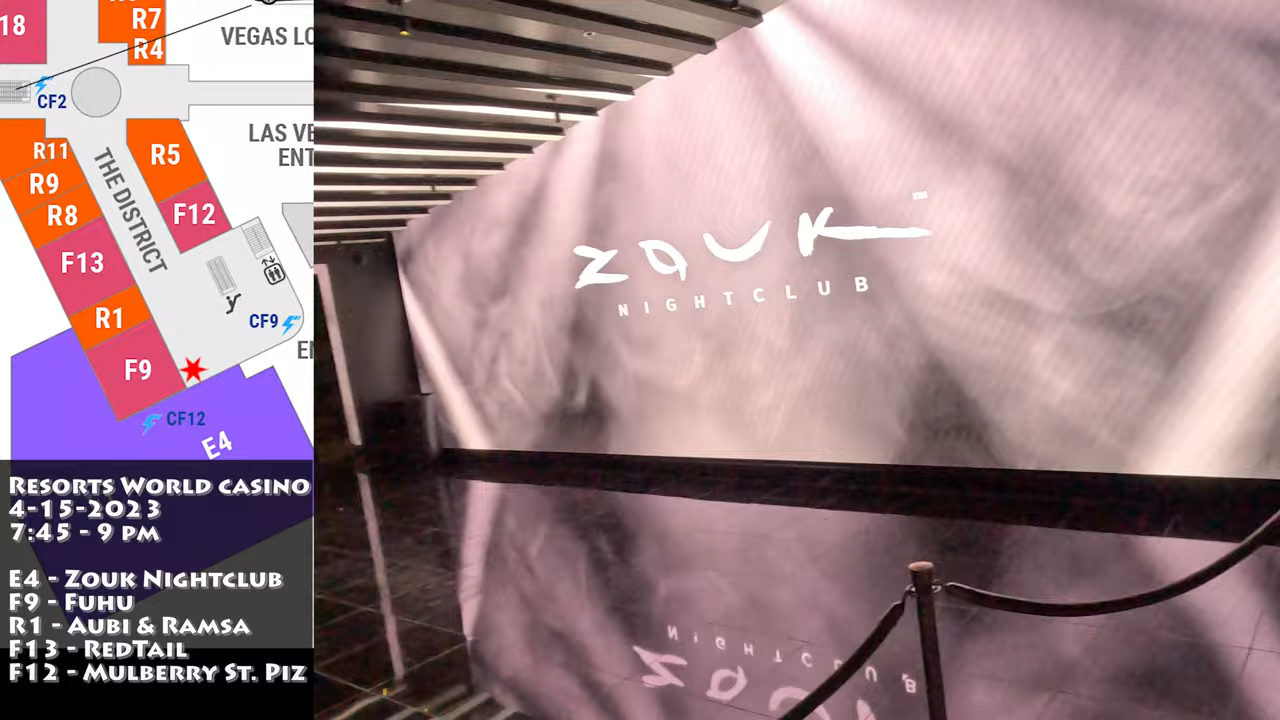 18
R7
R4
VEGAS LO
CF2
LAS VE
ENT
R11
R9
R8
R5
THE DISTRICT
F12
F13
R1
CF9
F9
CF12
E4
RESORTS WORLD CASINO
4-15-2023
7:45 - 9 PM
E4 - ZOUK NIGHTCLUB
F9 - FUHU
R1 - AUBI & RAMSA
F13 - REDTAIL
F12 - MULBERRY ST. PIZ
ZOUK
NIGHTCLUB